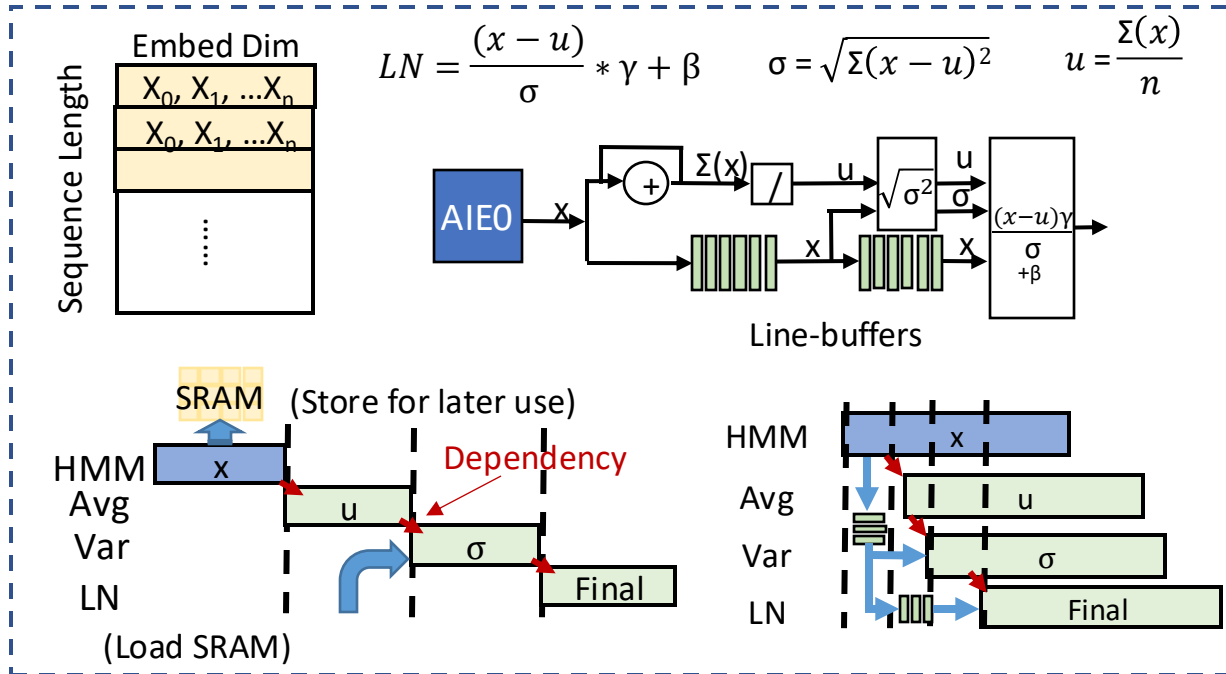 Embed Dim
Sequence Length
X₀, X₁, ...Xₙ
X₀, X₁, ...Xₙ
......
LN = (x − u) / σ * γ + β
σ = √Σ(x − u)²
u = Σ(x) / n
AIE0
x
+
Σ(x)
/
u
√σ²
u
σ
x
x
(x−u)γ / σ +β
Line-buffers
SRAM
(Store for later use)
HMM
x
Dependency
Avg
u
Var
σ
LN
Final
(Load SRAM)
HMM
x
Avg
u
Var
σ
LN
Final